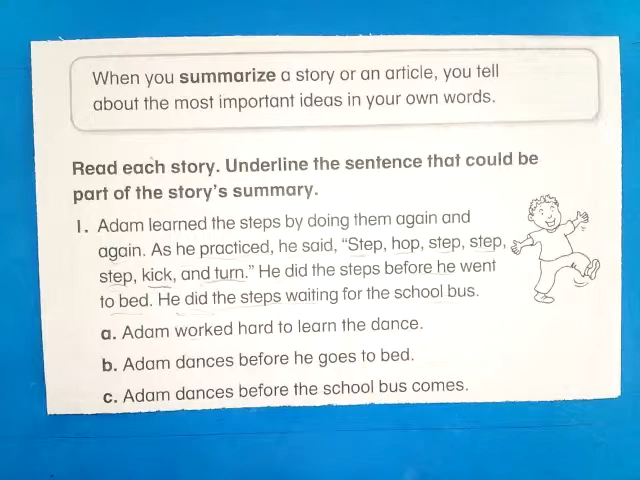 When you summarize a story or an article, you tell
about the most important ideas in your own words.
Read each story. Underline the sentence that could be
part of the story's summary.
1. Adam learned the steps by doing them again and
again. As he practiced, he said, “Step, hop, step, step,
step, kick, and turn.” He did the steps before he went
to bed. He did the steps waiting for the school bus.
a. Adam worked hard to learn the dance.
b. Adam dances before he goes to bed.
c. Adam dances before the school bus comes.